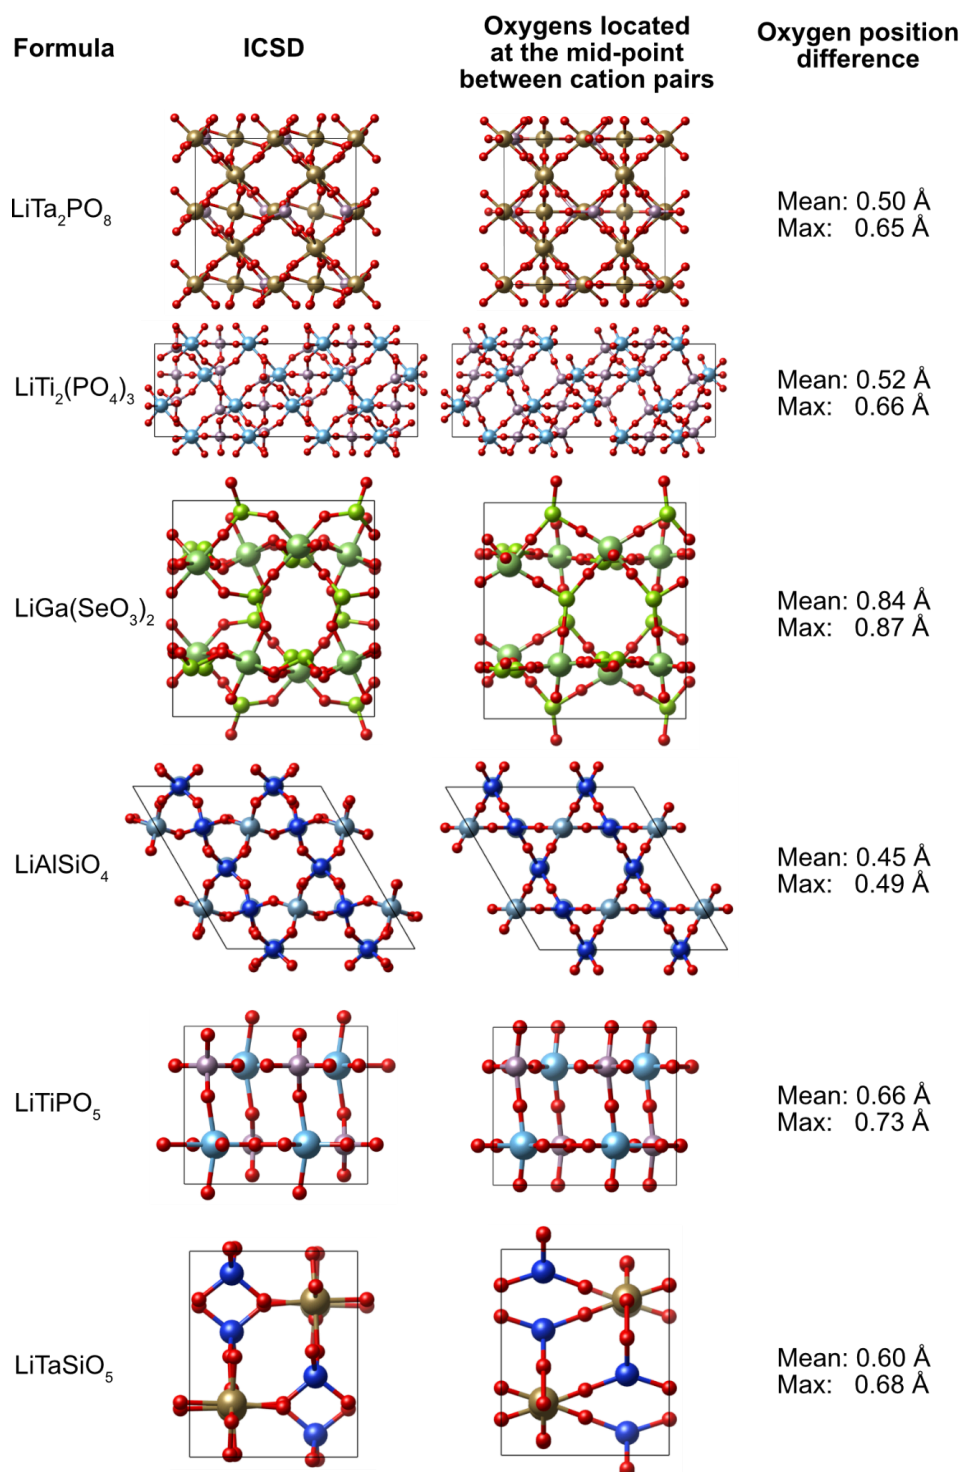 Formula
ICSD
Oxygens located
at the mid-point
between cation pairs
Oxygen position
difference
LiTa₂PO₈
Mean: 0.50 Å
Max: 0.65 Å
LiTi₂(PO₄)₃
Mean: 0.52 Å
Max: 0.66 Å
LiGa(SeO₃)₂
Mean: 0.84 Å
Max: 0.87 Å
LiAlSiO₄
Mean: 0.45 Å
Max: 0.49 Å
LiTiPO₅
Mean: 0.66 Å
Max: 0.73 Å
LiTaSiO₅
Mean: 0.60 Å
Max: 0.68 Å